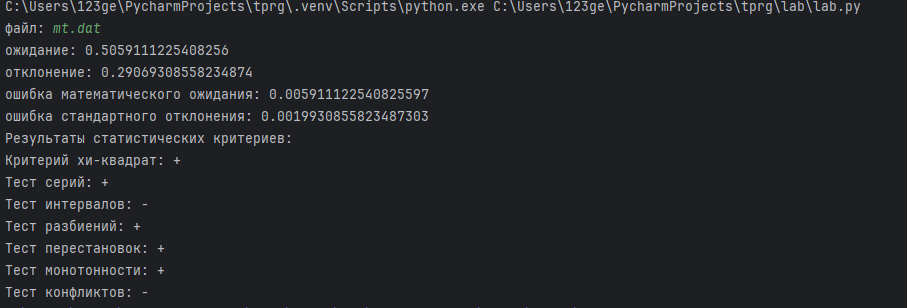 C:\Users\123ge\PycharmProjects\tprg\.venv\Scripts\python.exe C:\Users\123ge\PycharmProjects\tprg\lab\lab.py
файл: mt.dat
ожидание: 0.5059111225408256
отклонение: 0.29069308558234874
ошибка математического ожидания: 0.005911122540825597
ошибка стандартного отклонения: 0.0019930855823487303
Результаты статистических критериев:
Критерий хи-квадрат: +
Тест серий: +
Тест интервалов: -
Тест разбиений: +
Тест перестановок: +
Тест монотонности: +
Тест конфликтов: -